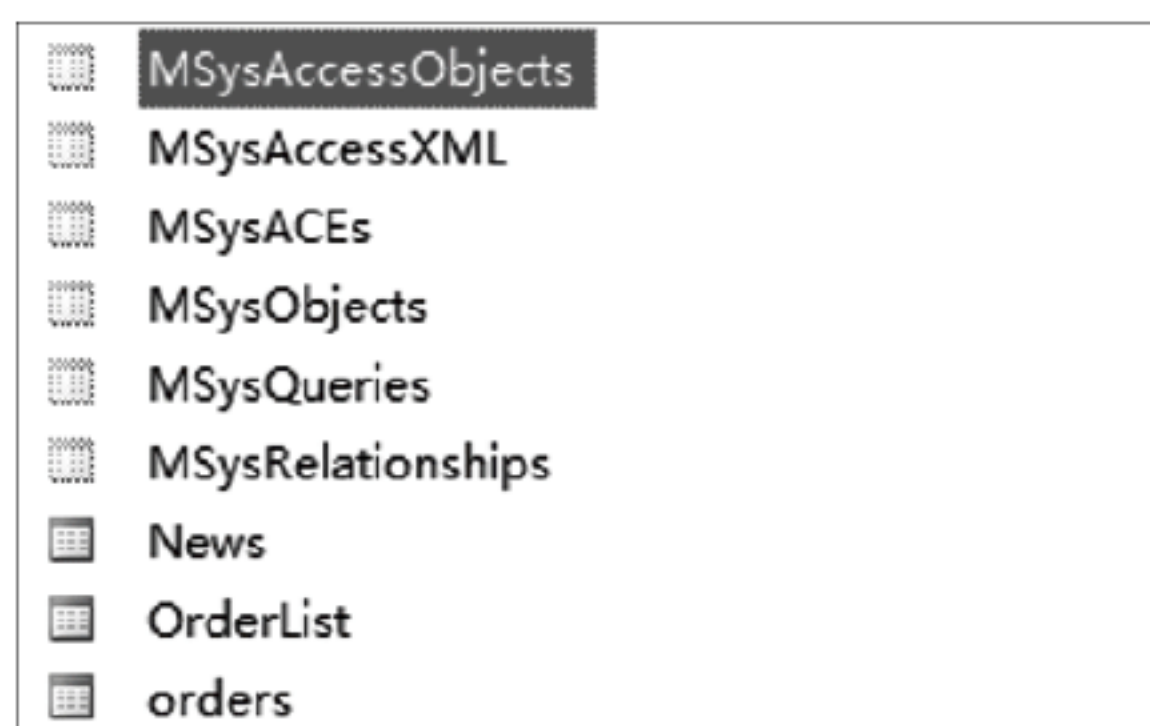 MSysAccessObjects
MSysAccessXML
MSysACEs
MSysObjects
MSysQueries
MSysRelationships
News
OrderList
orders